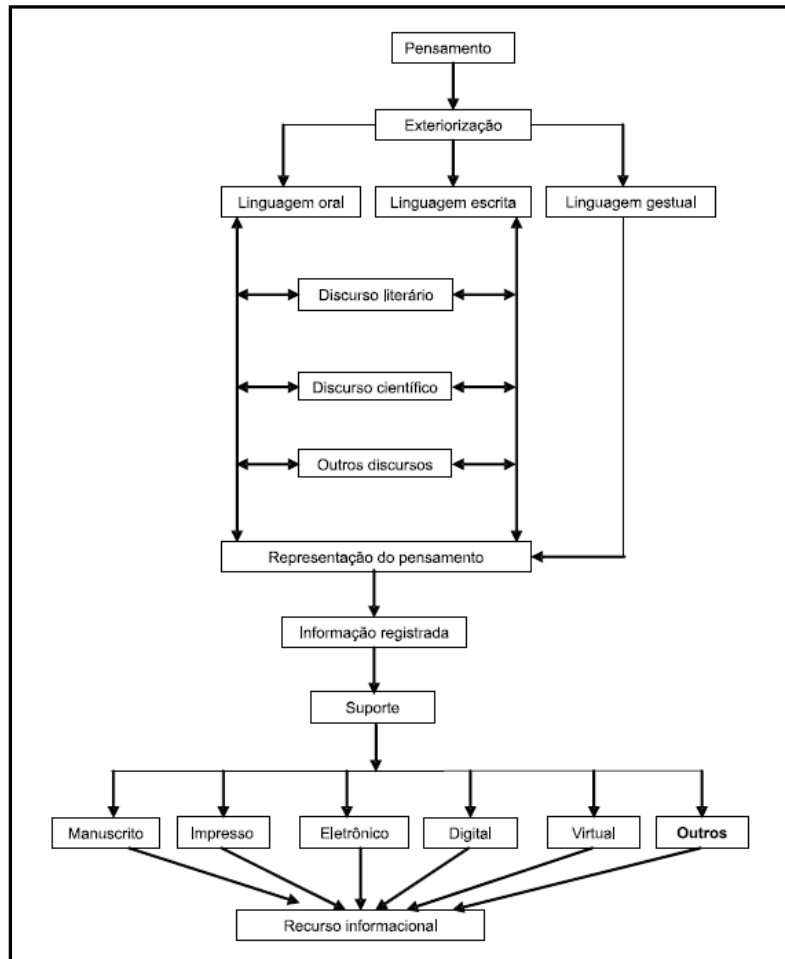 Pensamento
Exteriorização
Linguagem oral
Linguagem escrita
Linguagem gestual
Discurso literário
Discurso científico
Outros discursos
Representação do pensamento
Informação registrada
Suporte
Manuscrito
Impresso
Eletrônico
Digital
Virtual
Outros
Recurso informacional